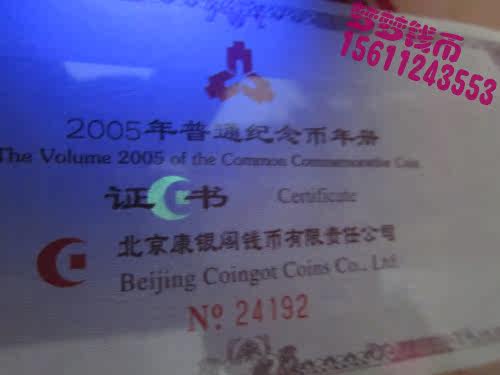 梦梦钱币
15611243553
2005年普通纪念币年册
The Volume 2005 of the Common Commemorative Coin
证书 Certificate
北京康银阁钱币有限责任公司
Beijing Coingot Coins Co., Ltd.
No. 24192